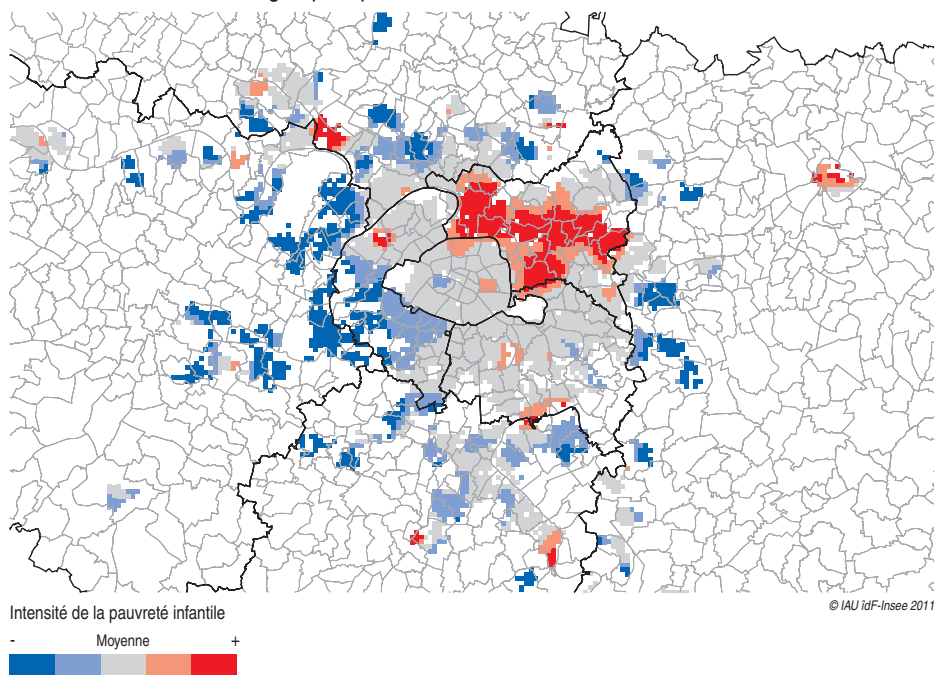 © IAU îdF-Insee 2011
Intensité de la pauvreté infantile
- Moyenne +